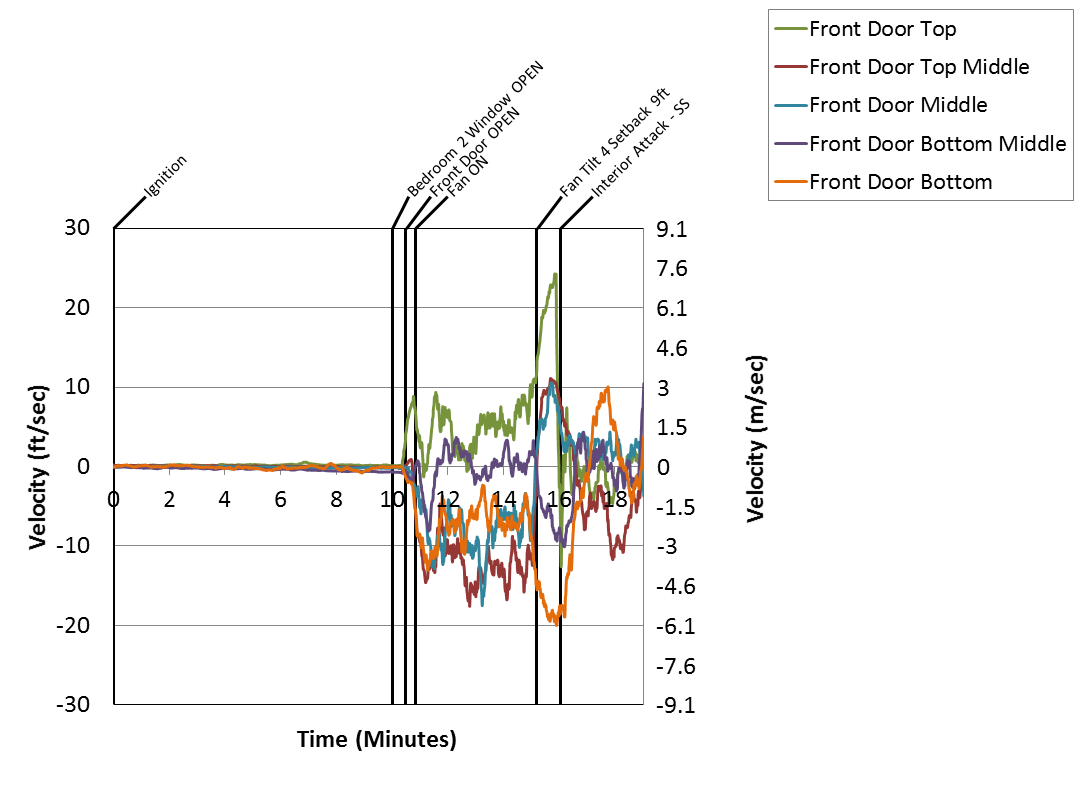 Front Door Top
Front Door Top Middle
Front Door Middle
Front Door Bottom Middle
Front Door Bottom
Ignition
Bedroom 2 Window OPEN
Front Door OPEN
Fan ON
Fan Tilt 4 Setback 9ft
Interior Attack - SS
30
20
10
0
-10
-20
-30
Velocity (ft/sec)
0 2 4 6 8 10 12 14 16 18
Time (Minutes)
9.1
7.6
6.1
4.6
3
1.5
0
-1.5
-3
-4.6
-6.1
-7.6
-9.1
Velocity (m/sec)